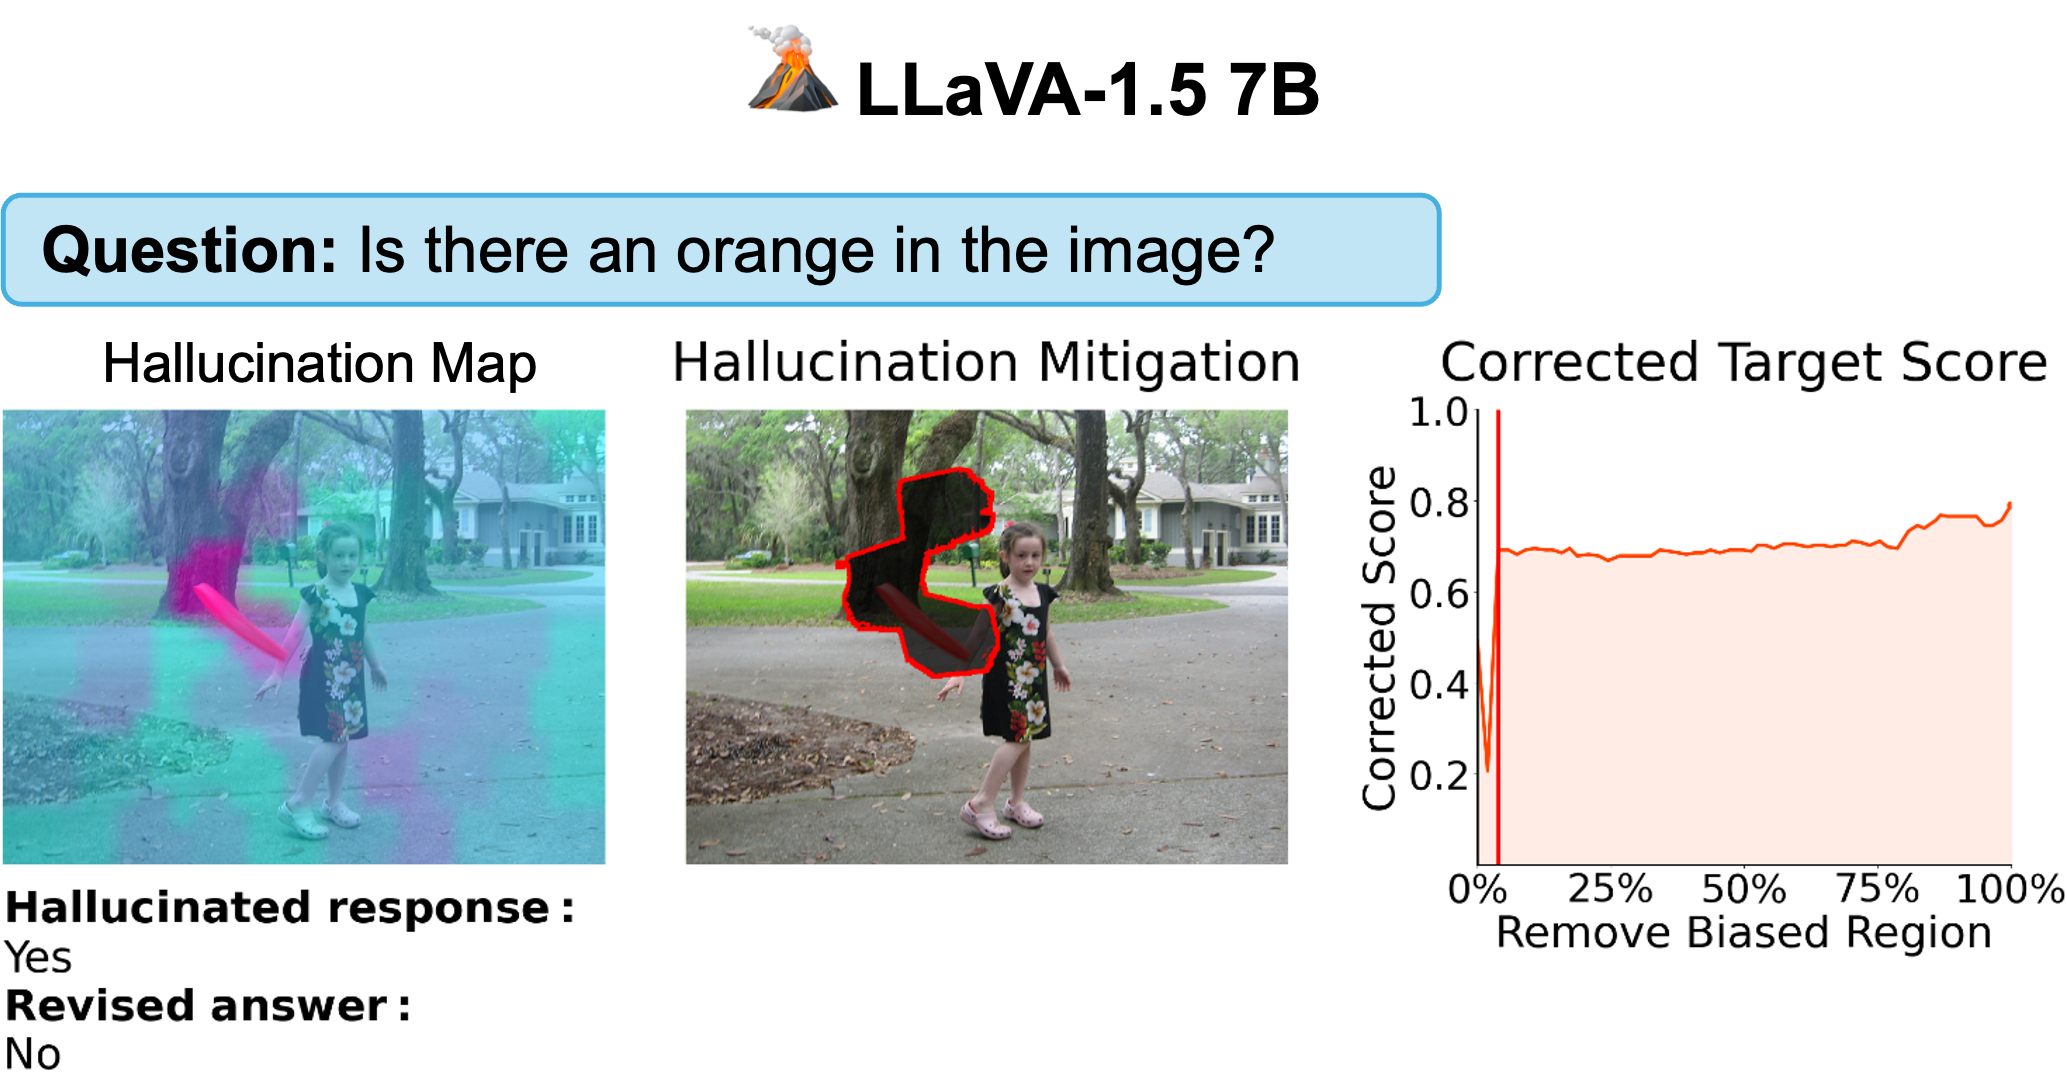 LLaVA-1.5 7B
Question: Is there an orange in the image?
Hallucination Map
Hallucination Mitigation
Corrected Target Score
Corrected Score
1.0
0.8
0.6
0.4
0.2
0% 25% 50% 75% 100%
Remove Biased Region
Hallucinated response:
Yes
Revised answer:
No